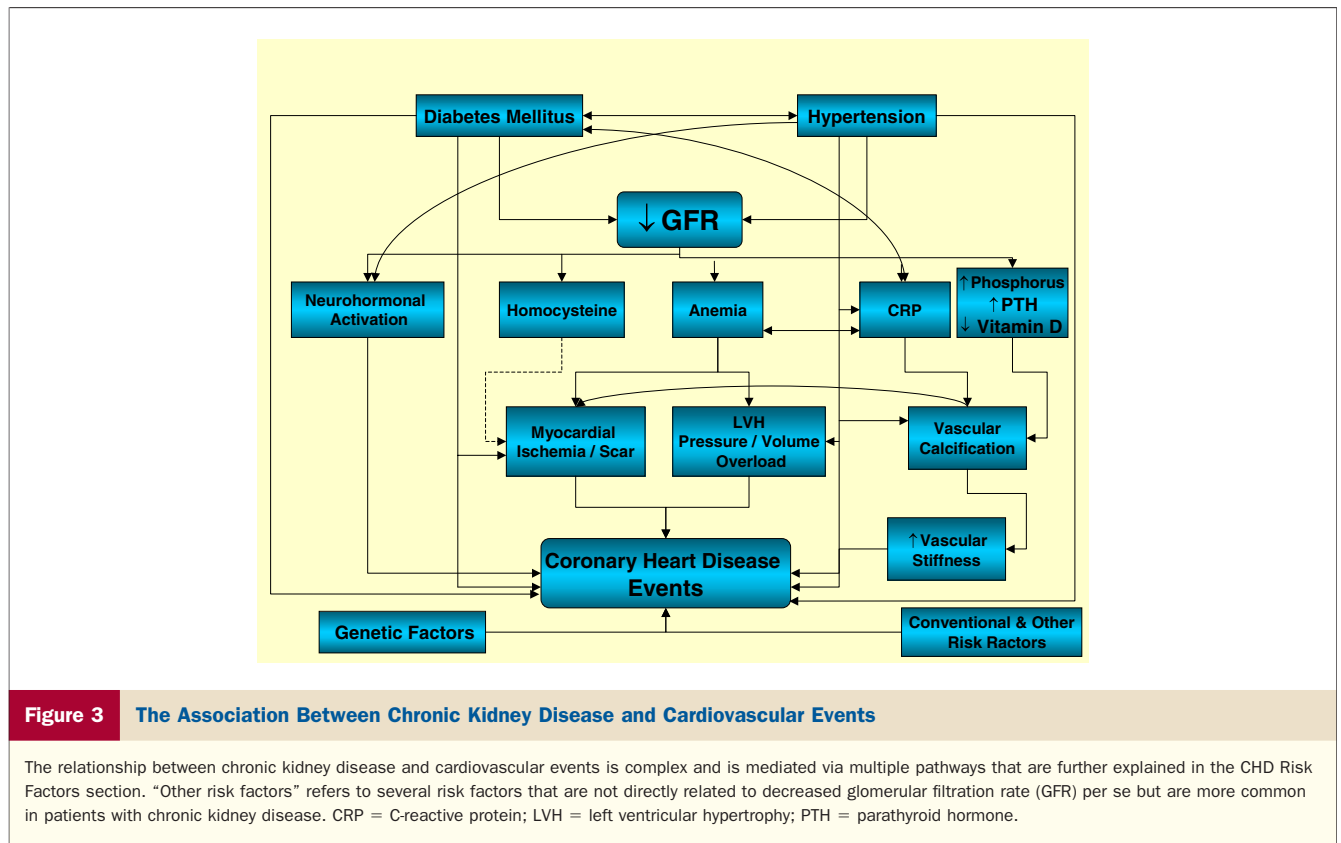 Diabetes Mellitus
Hypertension
↓ GFR
Neurohormonal
Activation
Homocysteine
Anemia
CRP
↑ Phosphorus
↑ PTH
↓ Vitamin D
Myocardial
Ischemia / Scar
LVH
Pressure / Volume
Overload
Vascular
Calcification
↑ Vascular
Stiffness
Coronary Heart Disease
Events
Genetic Factors
Conventional & Other
Risk Ractors
Figure 3 The Association Between Chronic Kidney Disease and Cardiovascular Events
The relationship between chronic kidney disease and cardiovascular events is complex and is mediated via multiple pathways that are further explained in the CHD Risk
Factors section. “Other risk factors” refers to several risk factors that are not directly related to decreased glomerular filtration rate (GFR) per se but are more common
in patients with chronic kidney disease. CRP = C-reactive protein; LVH = left ventricular hypertrophy; PTH = parathyroid hormone.